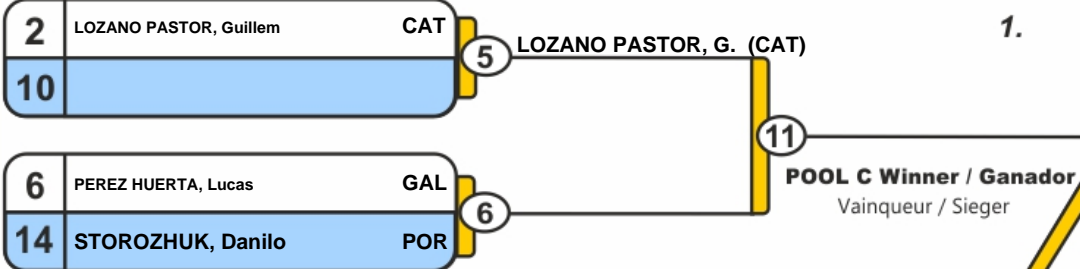 2 LOZANO PASTOR, Guillem CAT
10
5 LOZANO PASTOR, G. (CAT)
1.
11
POOL C Winner / Ganador
Vainqueur / Sieger
6 PEREZ HUERTA, Lucas GAL
14 STOROZHUK, Danilo POR
6